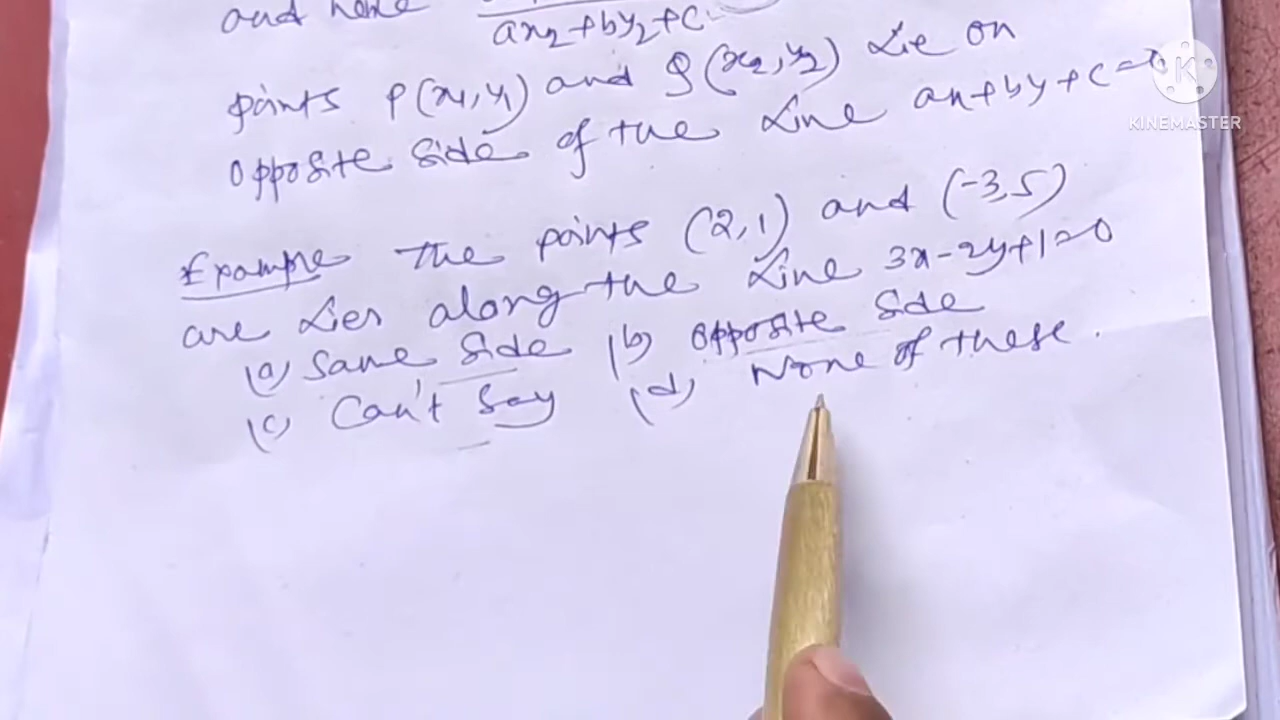 and hence
ax₂+by₂+c
points P(x₁,y₁) and Q(x₂,y₂) Lie on
opposite side of the Line ax+by+c=0
KINEMASTER
Example The points (2,1) and (-3,5)
are Lies along the Line 3x-2y+1=0
(a) Same Side (b) opposite side
(c) Can't Say (d) None of these.